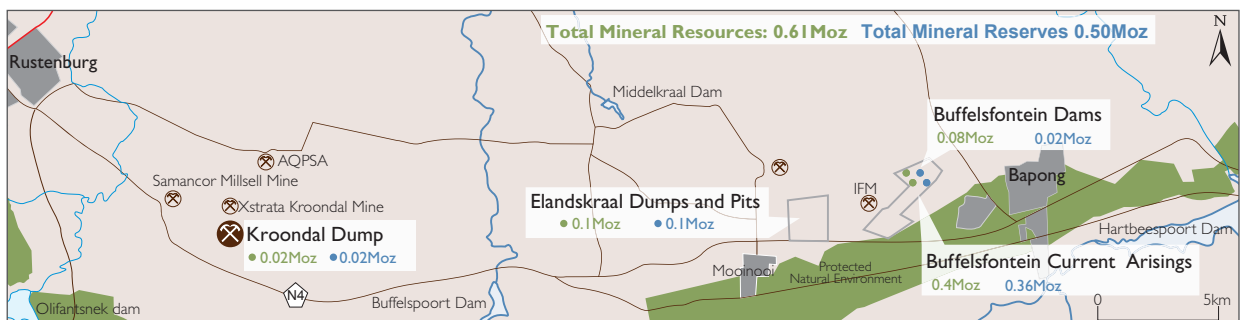 Total Mineral Resources: 0.61Moz Total Mineral Reserves 0.50Moz
N
Rustenburg
Middelkraal Dam
Buffelsfontein Dams
0.08Moz 0.02Moz
AQPSA
Samancor Millsell Mine
Bapong
IFM
Xstrata Kroondal Mine
Elandskraal Dumps and Pits
0.1Moz 0.1Moz
Kroondal Dump
0.02Moz 0.02Moz
Hartbeespoort Dam
Mooinooi
Protected
Natural Environment
Buffelsfontein Current Arisings
0.4Moz 0.36Moz
N4
Buffelspoort Dam
Olifantsnek dam
0 5km